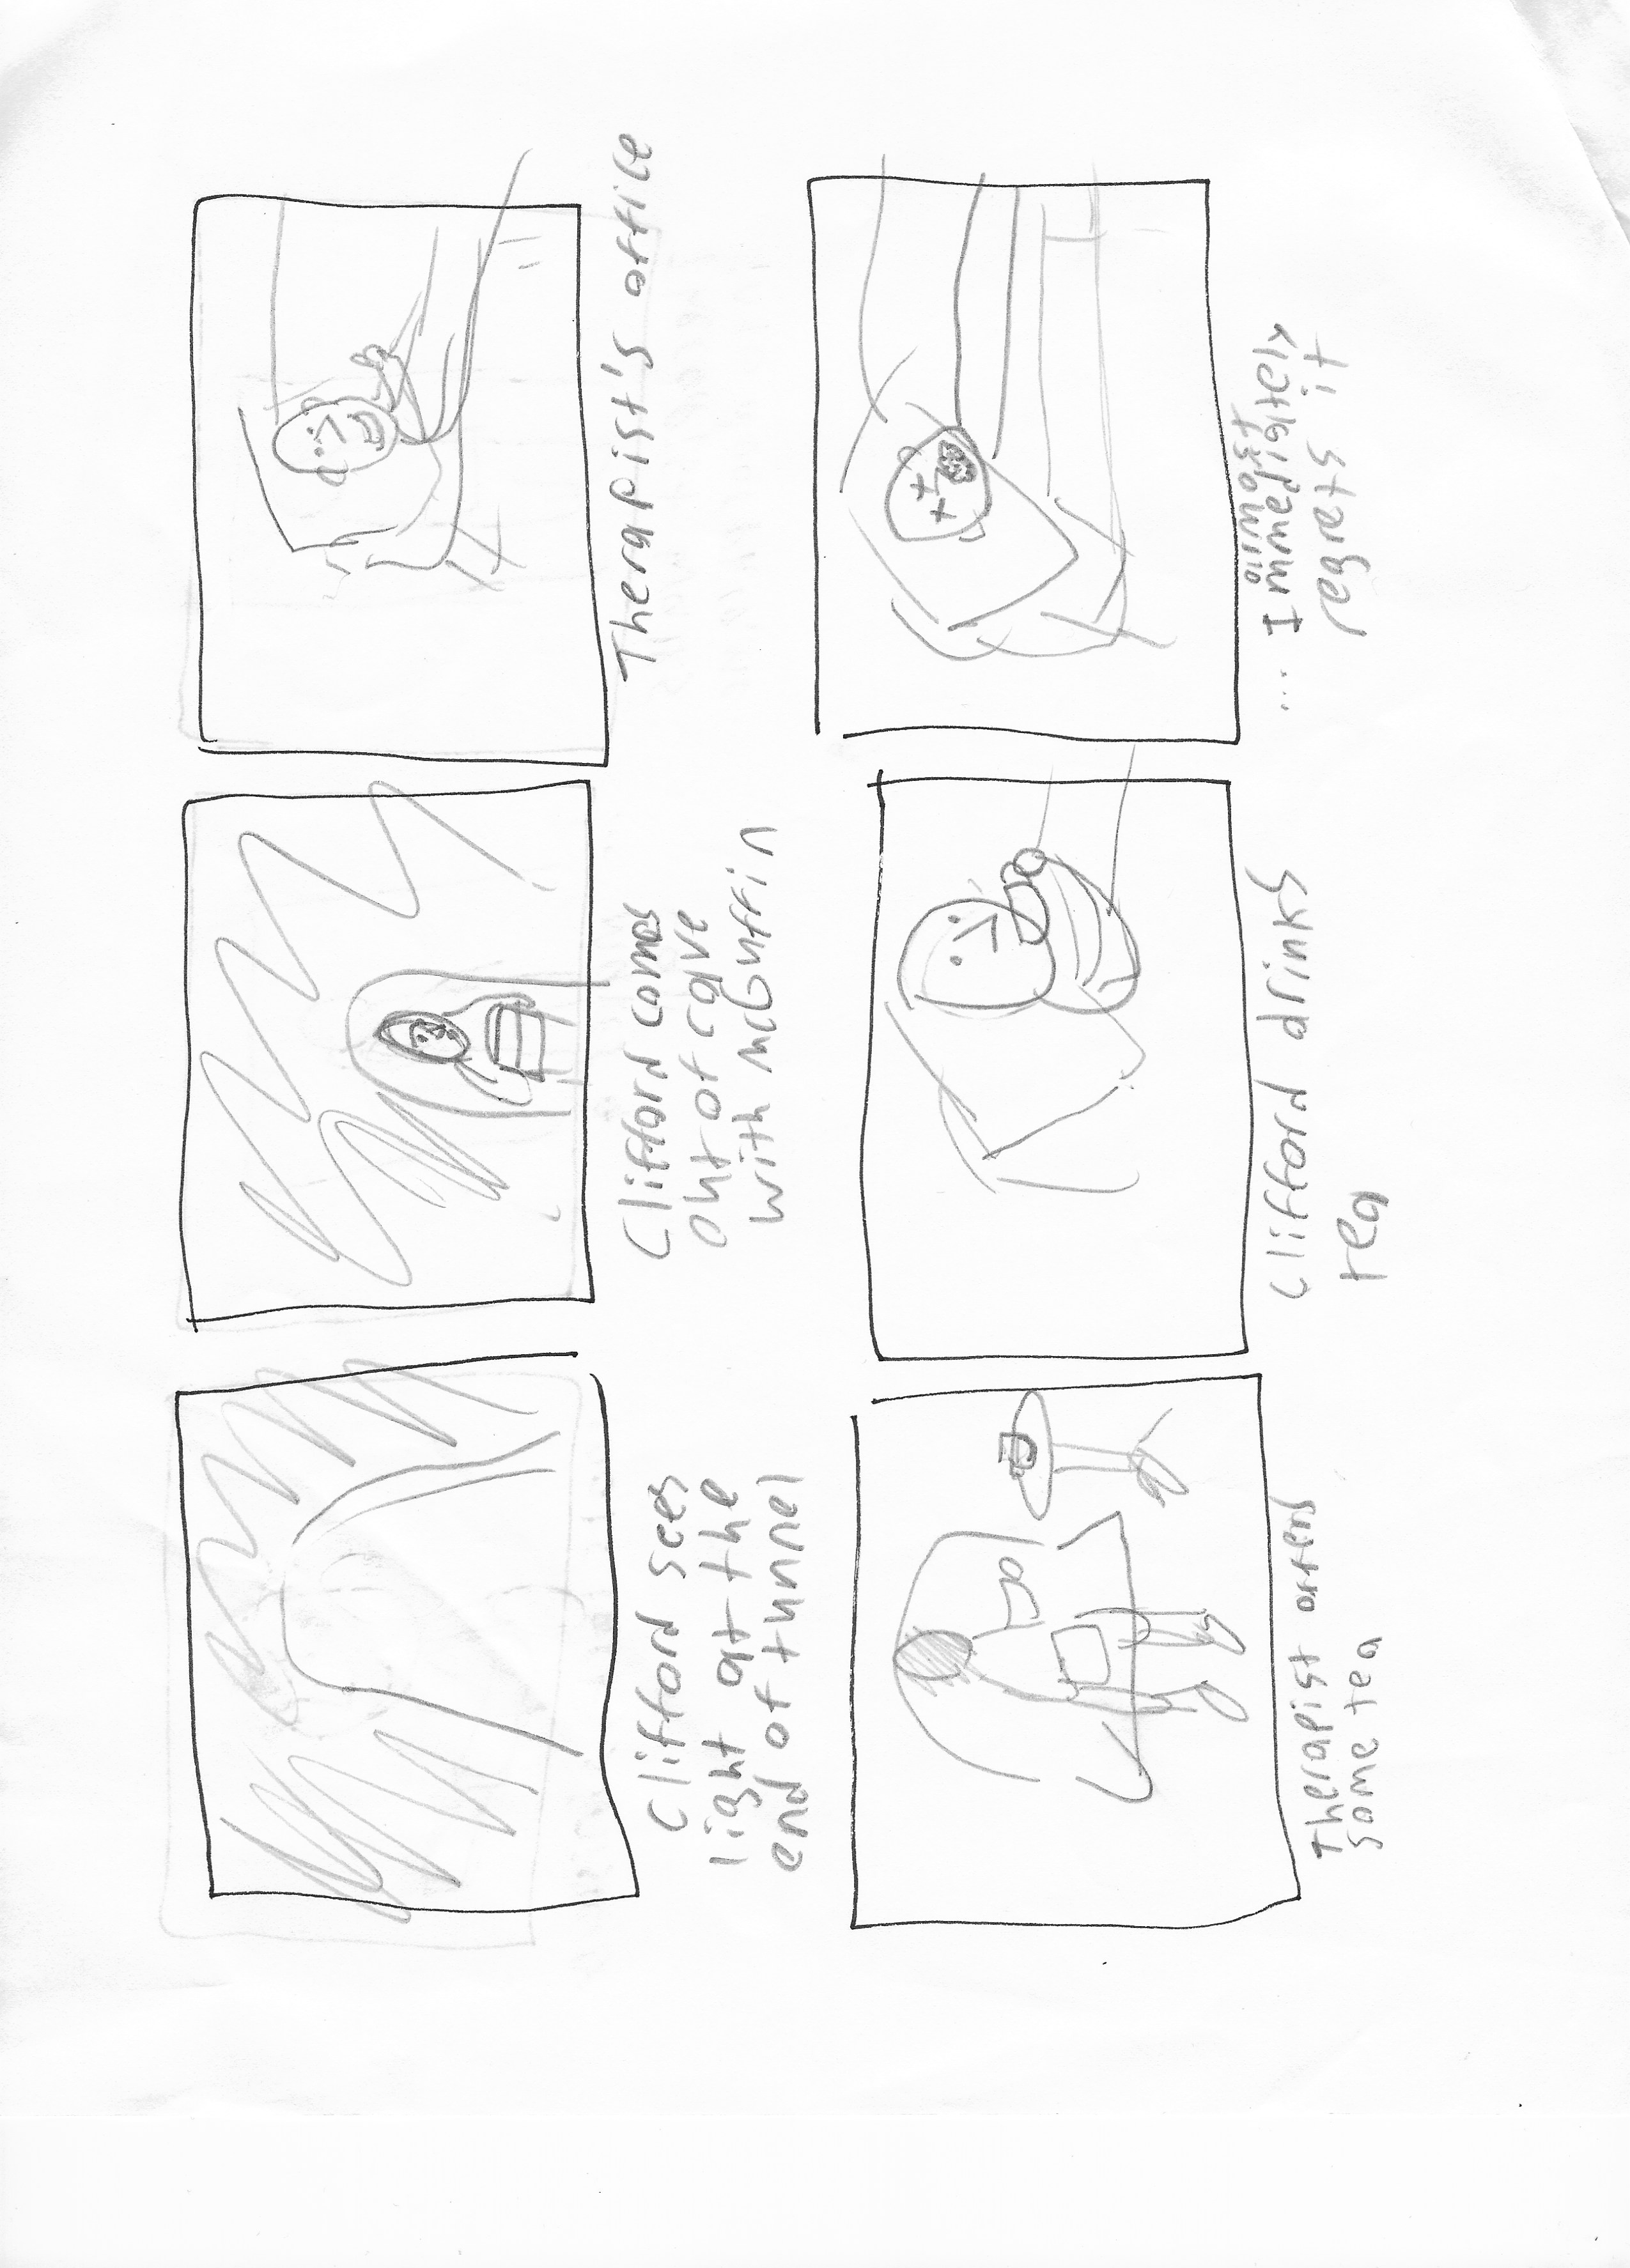 Clifford sees
light at the
end of tunnel
Clifford comes
out of cave
with mcGuffin
Therapist's office
Therapist offers
some tea
Clifford drinks
tea
almost
... Immediately
regrets it